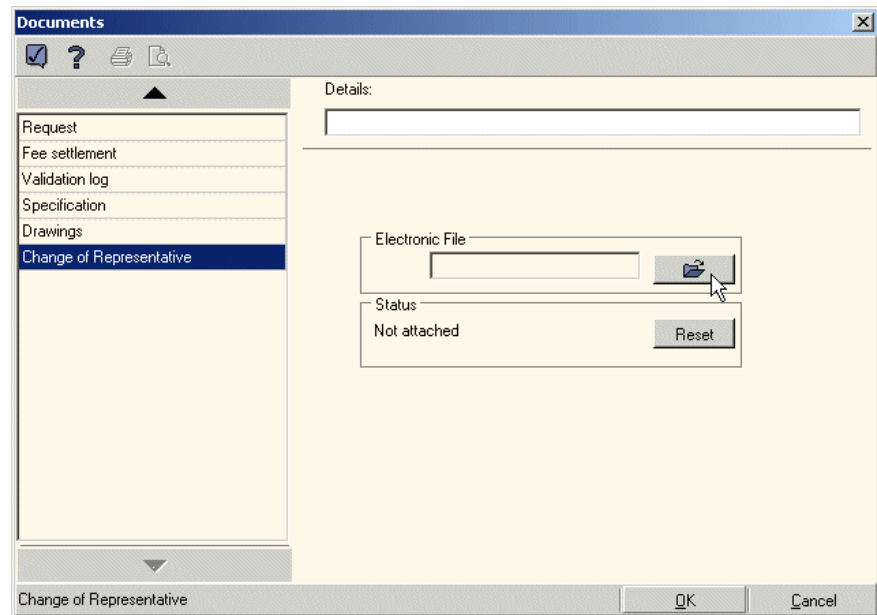 Documents
Details:
Request
Fee settlement
Validation log
Specification
Drawings
Change of Representative
Electronic File
Status
Not attached
Reset
Change of Representative
OK
Cancel